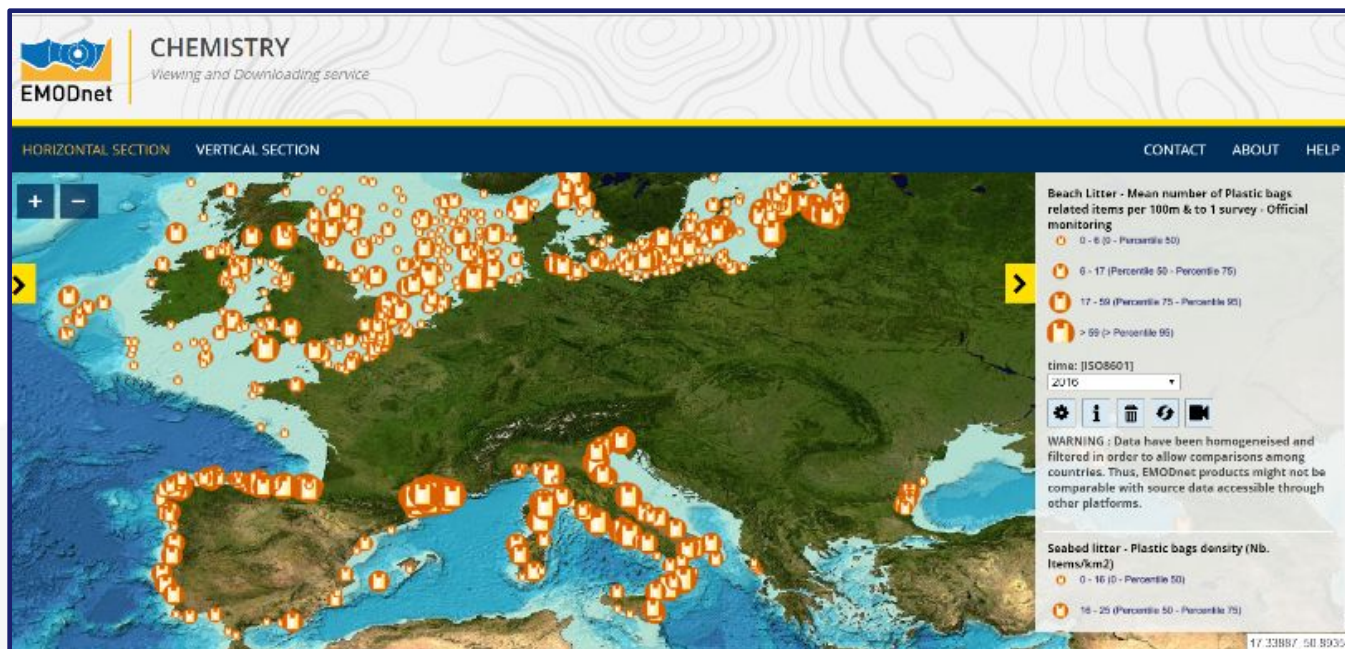 EMODnet
CHEMISTRY
Viewing and Downloading service
HORIZONTAL SECTION
VERTICAL SECTION
CONTACT
ABOUT
HELP
+
−
Beach Litter - Mean number of Plastic bags
related items per 100m & to 1 survey - Official
monitoring
0 - 6 (0 - Percentile 50)
6 - 17 (Percentile 50 - Percentile 75)
17 - 59 (Percentile 75 - Percentile 95)
> 59 (> Percentile 95)
time: [ISO8601]
2016
WARNING : Data have been homogeneised and
filtered in order to allow comparisons among
countries. Thus, EMODnet products might not be
comparable with source data accessible through
other platforms.
Seabed litter - Plastic bags density (Nb.
Items/km2)
0 - 16 (0 - Percentile 50)
16 - 25 (Percentile 50 - Percentile 75)